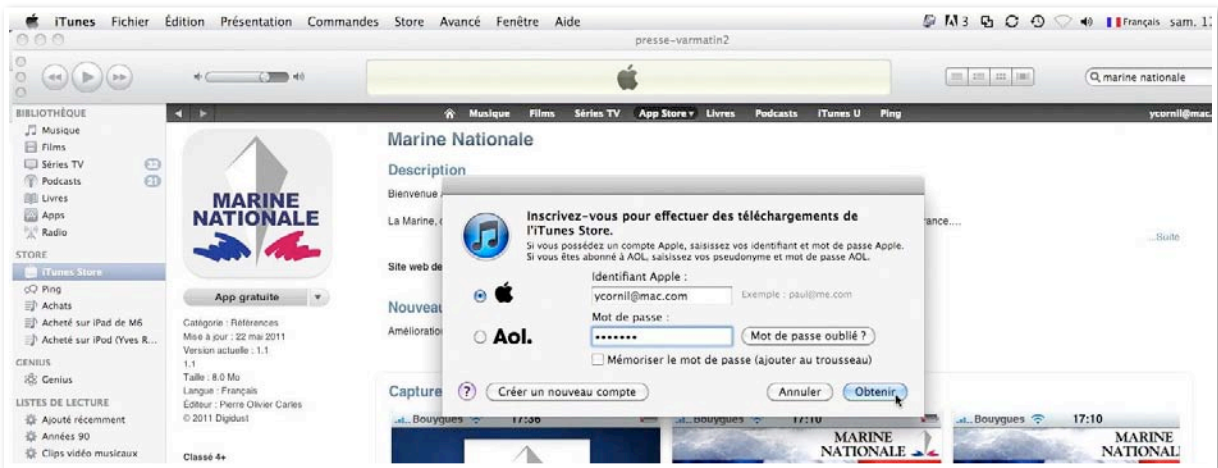 iTunes Fichier Édition Présentation Commandes Store Avancé Fenêtre Aide
3 Français sam. 1
presse-varmatin2
marine nationale
BIBLIOTHÈQUE
Musique
Films
Séries TV
Podcasts
Livres
Apps
Radio
STORE
iTunes Store
Ping
Achats
Acheté sur iPad de M6
Acheté sur iPod (Yves R...
GENIUS
Genius
LISTES DE LECTURE
Ajouté récemment
Années 90
Clips vidéo musicaux
Musique Films Séries TV App Store Livres Podcasts iTunes U Ping
ycornil@mac.
MARINE
NATIONALE
App gratuite
Catégorie : Références
Mise à jour : 22 mai 2011
Version actuelle : 1.1
1.1
Taille : 8.0 Mo
Langue : Français
Éditeur : Pierre Olivier Carles
© 2011 Digidust
Classé 4+
Marine Nationale
Description
Bienvenue
La Marine,
rance....
...Suite
Site web de
Nouveau
Amélioration
Capture
Inscrivez-vous pour effectuer des téléchargements de
l'iTunes Store.
Si vous possédez un compte Apple, saisissez vos identifiant et mot de passe Apple.
Si vous êtes abonné à AOL, saisissez vos pseudonyme et mot de passe AOL.
Identifiant Apple :
ycornil@mac.com Exemple : paul@me.com
Mot de passe :
•••••••
Mot de passe oublié ?
Aol.
Mémoriser le mot de passe (ajouter au trousseau)
? Créer un nouveau compte Annuler Obtenir
Bouygues 17:36
Bouygues 17:10
MARINE
NATIONALE
Bouygues 17:10
MARINE
NATIONAL